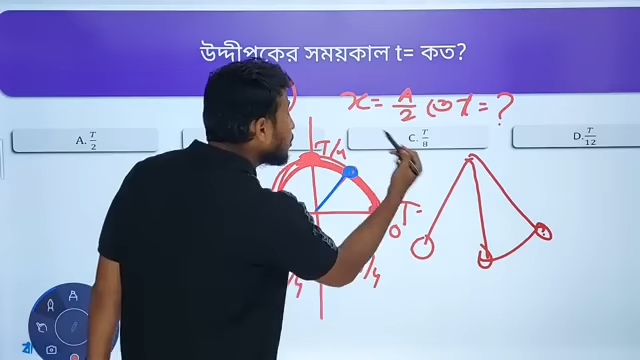 উদ্দীপকের সময়কাল t= কত?
x = A/2 এ t = ?
A. T/2
C. T/8
D. T/12
T/4
T=
0